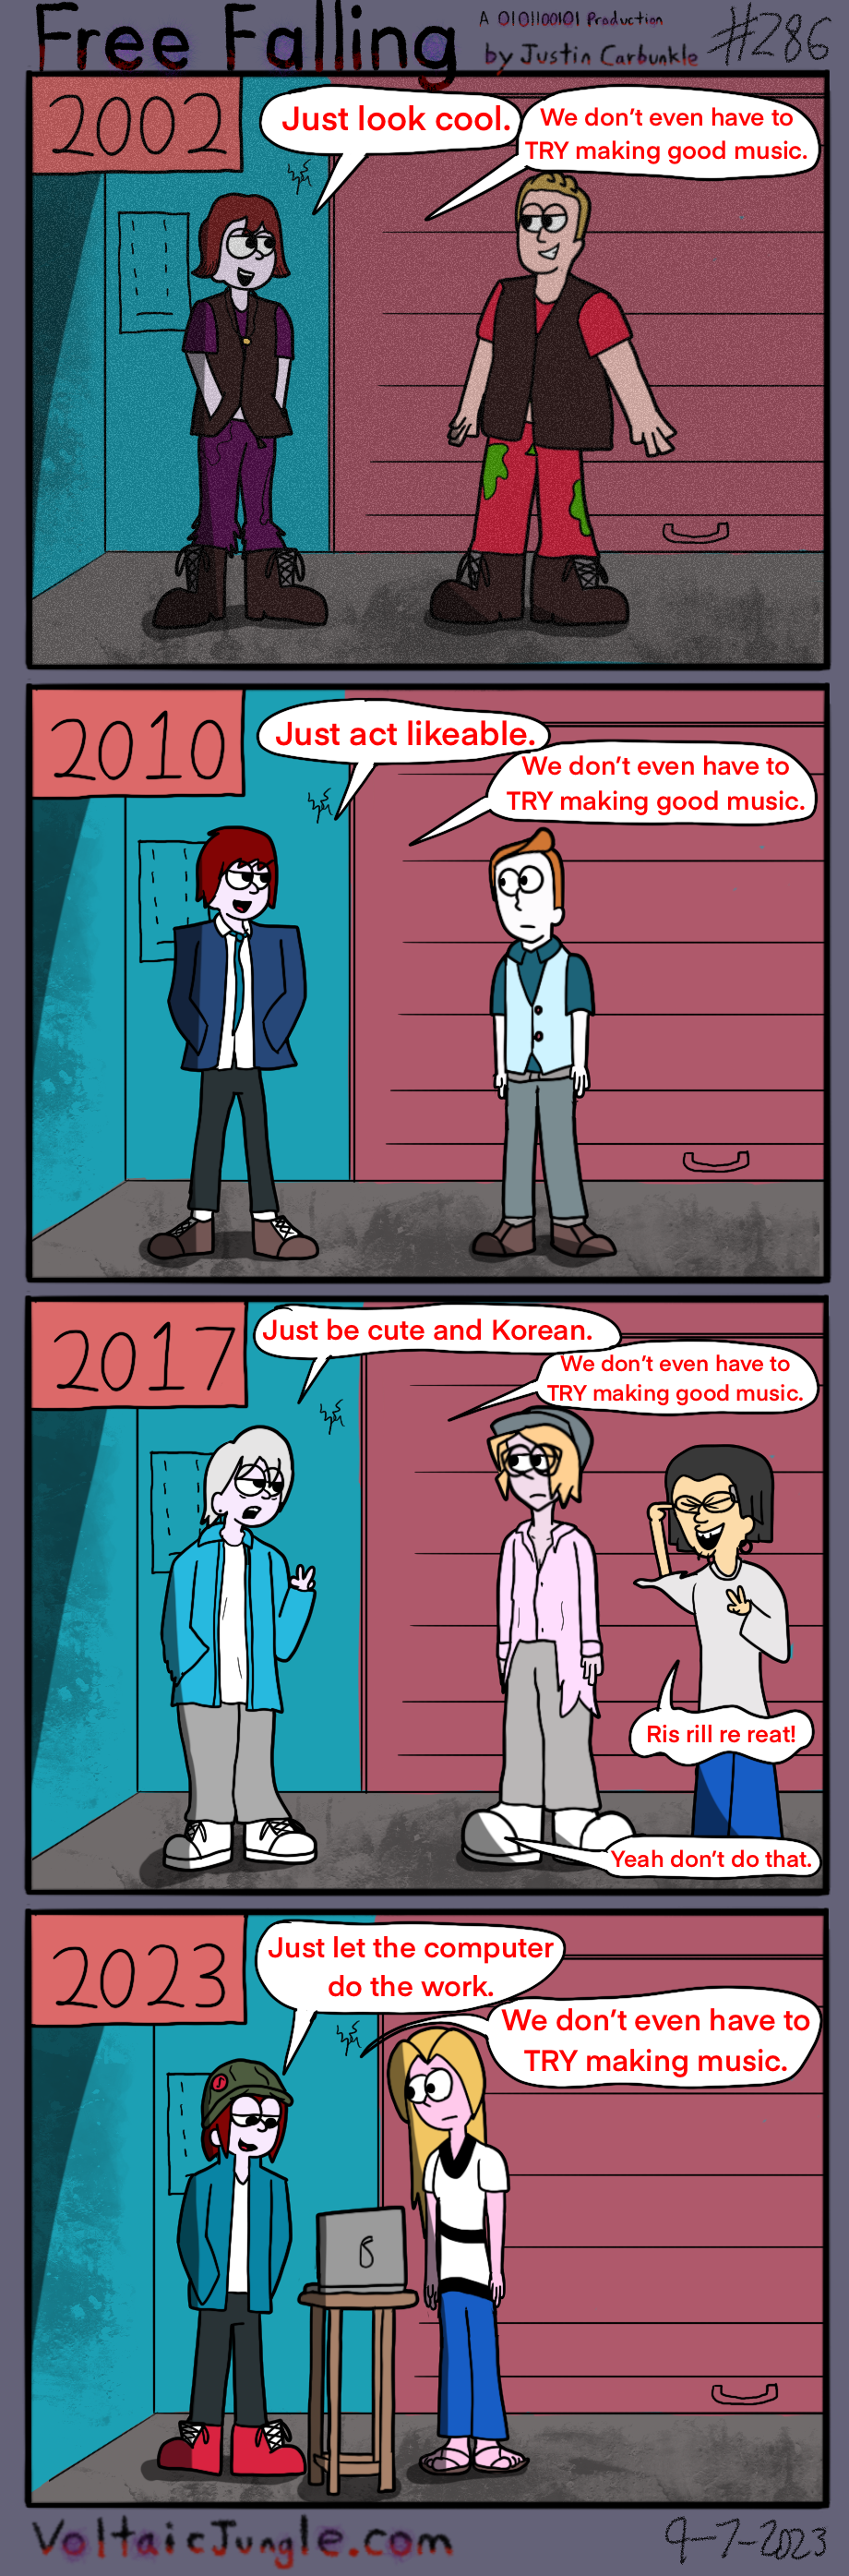 Free Falling
A 0101100101 Production
by Justin Carbunkle
#286
2002
Just look cool.
We don't even have to
TRY making good music.
2010
Just act likeable.
We don't even have to
TRY making good music.
2017
Just be cute and Korean.
We don't even have to
TRY making good music.
Ris rill re reat!
Yeah don't do that.
2023
Just let the computer
do the work.
We don't even have to
TRY making music.
VoltaicJungle.com
9-7-2023